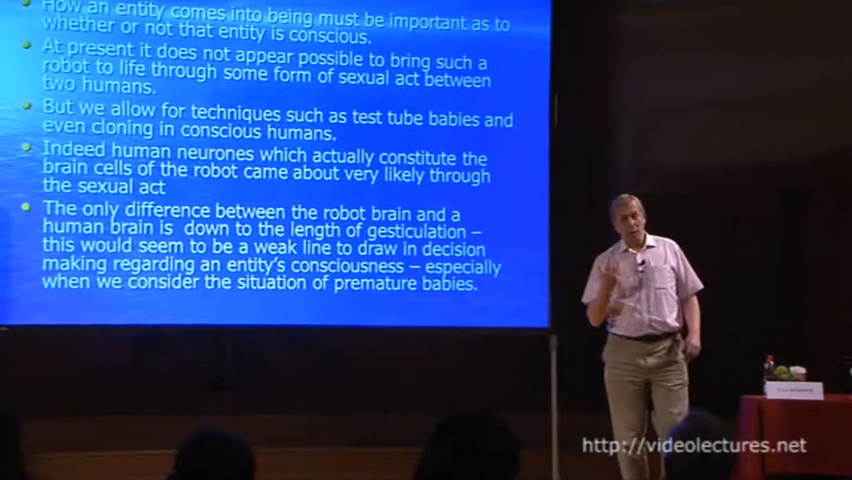 How an entity comes into being must be important as to
whether or not that entity is conscious.
At present it does not appear possible to bring such a
robot to life through some form of sexual act between
two humans.
But we allow for techniques such as test tube babies and
even cloning in conscious humans.
Indeed human neurones which actually constitute the
brain cells of the robot came about very likely through
the sexual act
The only difference between the robot brain and a
human brain is down to the length of gesticulation –
this would seem to be a weak line to draw in decision
making regarding an entity's consciousness – especially
when we consider the situation of premature babies.
http://videolectures.net